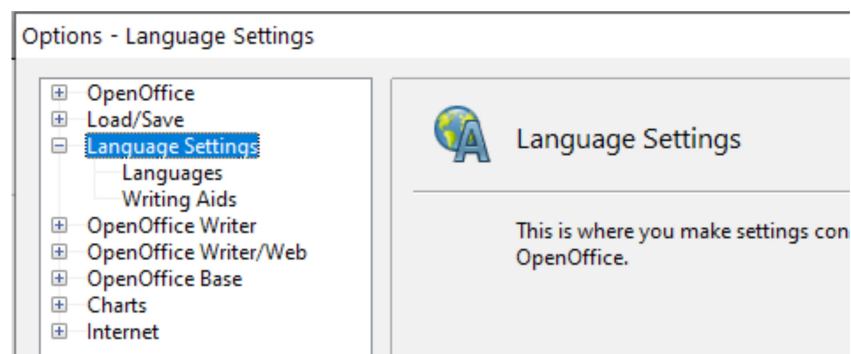 Options - Language Settings
OpenOffice
Load/Save
Language Settings
Languages
Writing Aids
OpenOffice Writer
OpenOffice Writer/Web
OpenOffice Base
Charts
Internet
Language Settings
This is where you make settings con
OpenOffice.